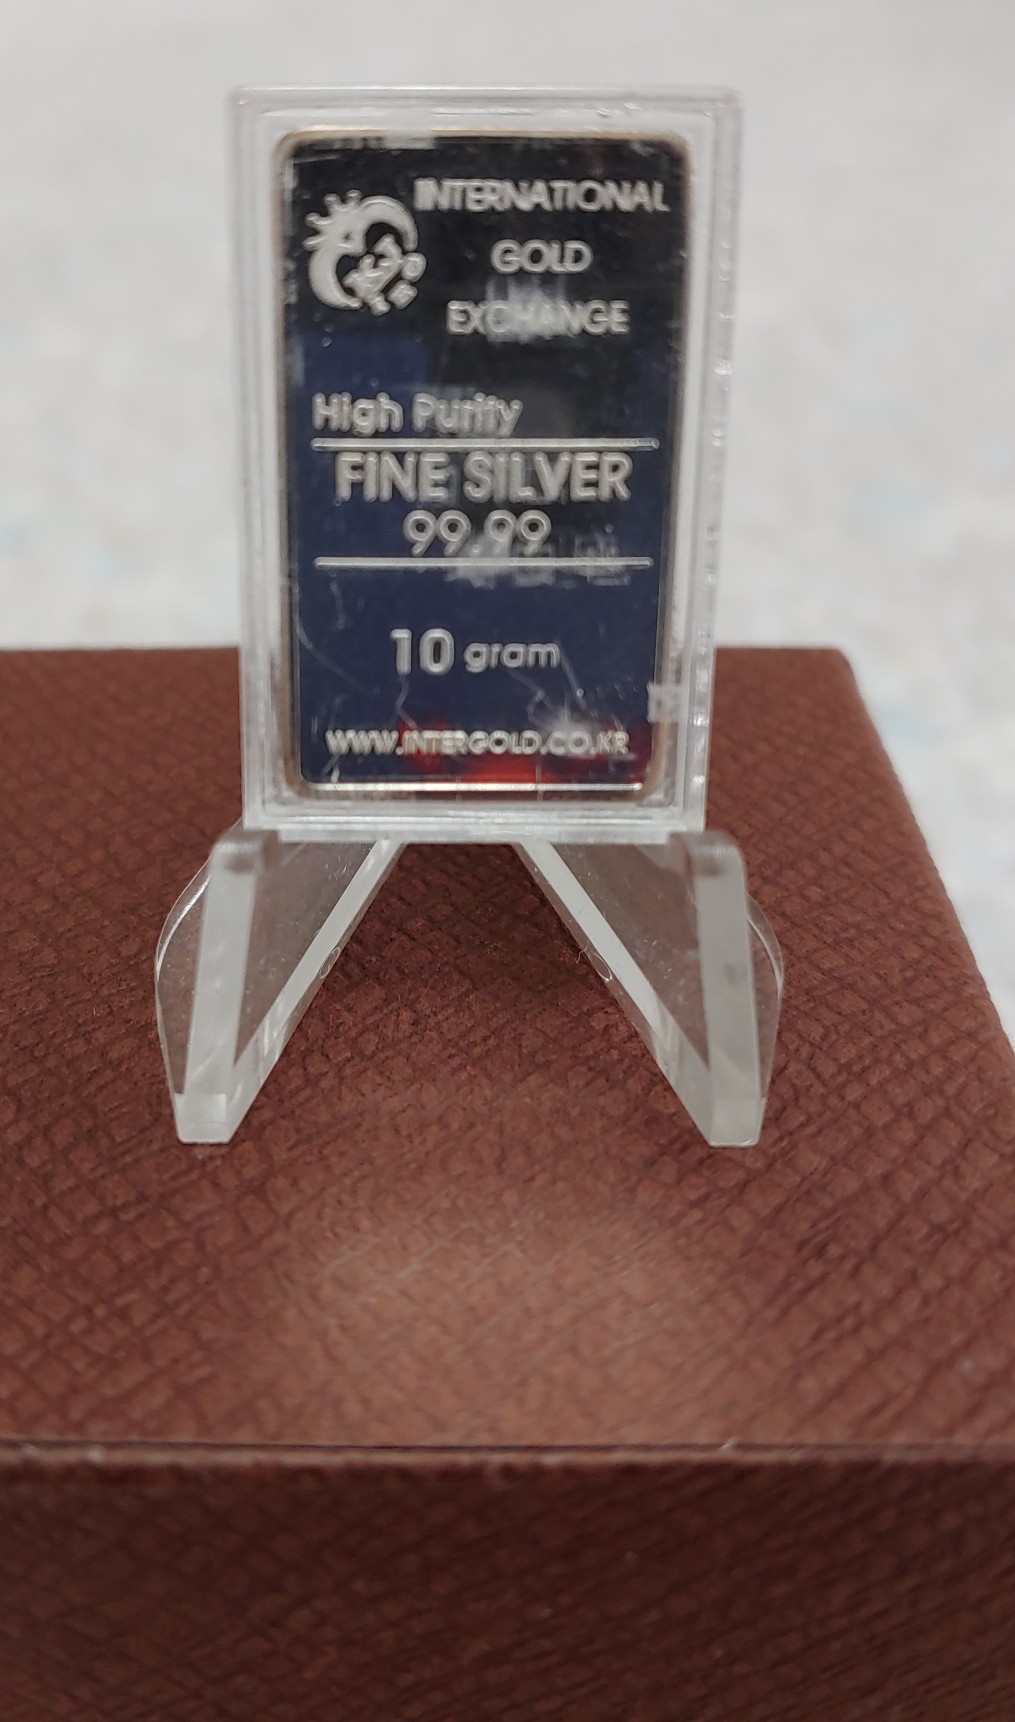 INTERNATIONAL
GOLD
EXCHANGE
High Purity
FINE SILVER
99.99
10 gram
WWW.INTERGOLD.CO.KR